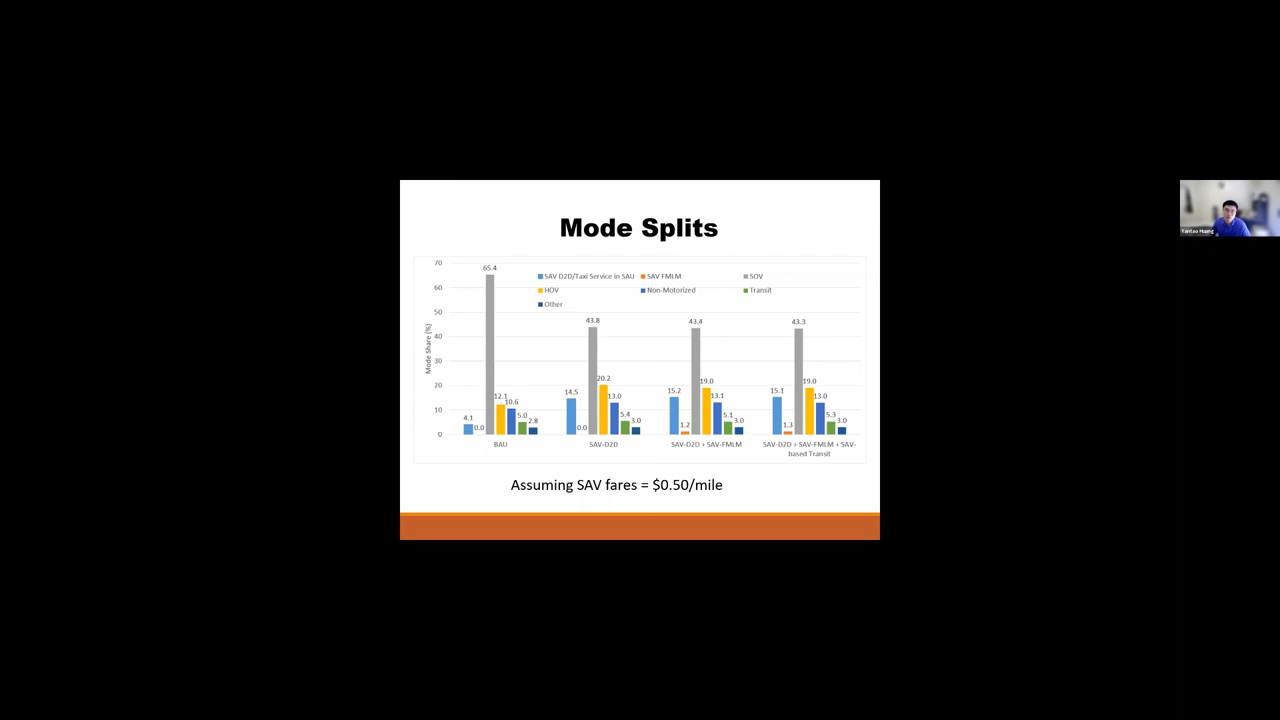 Mode Splits
70
60
50
40
30
20
10
0
Mode Share (%)
SAV D2D/Taxi Service in SAU
SAV FMLM
SOV
HOV
Non-Motorized
Transit
Other
4.1
0.0
65.4
12.1
10.6
5.0
2.8
14.5
0.0
43.8
20.2
13.0
5.4
3.0
15.2
1.2
43.4
19.0
13.1
5.1
3.0
15.1
1.3
43.3
19.0
13.0
5.3
3.0
BAU
SAV-D2D
SAV-D2D + SAV-FMLM
SAV-D2D + SAV-FMLM + SAV-
based Transit
Assuming SAV fares = $0.50/mile
Yantao Huang